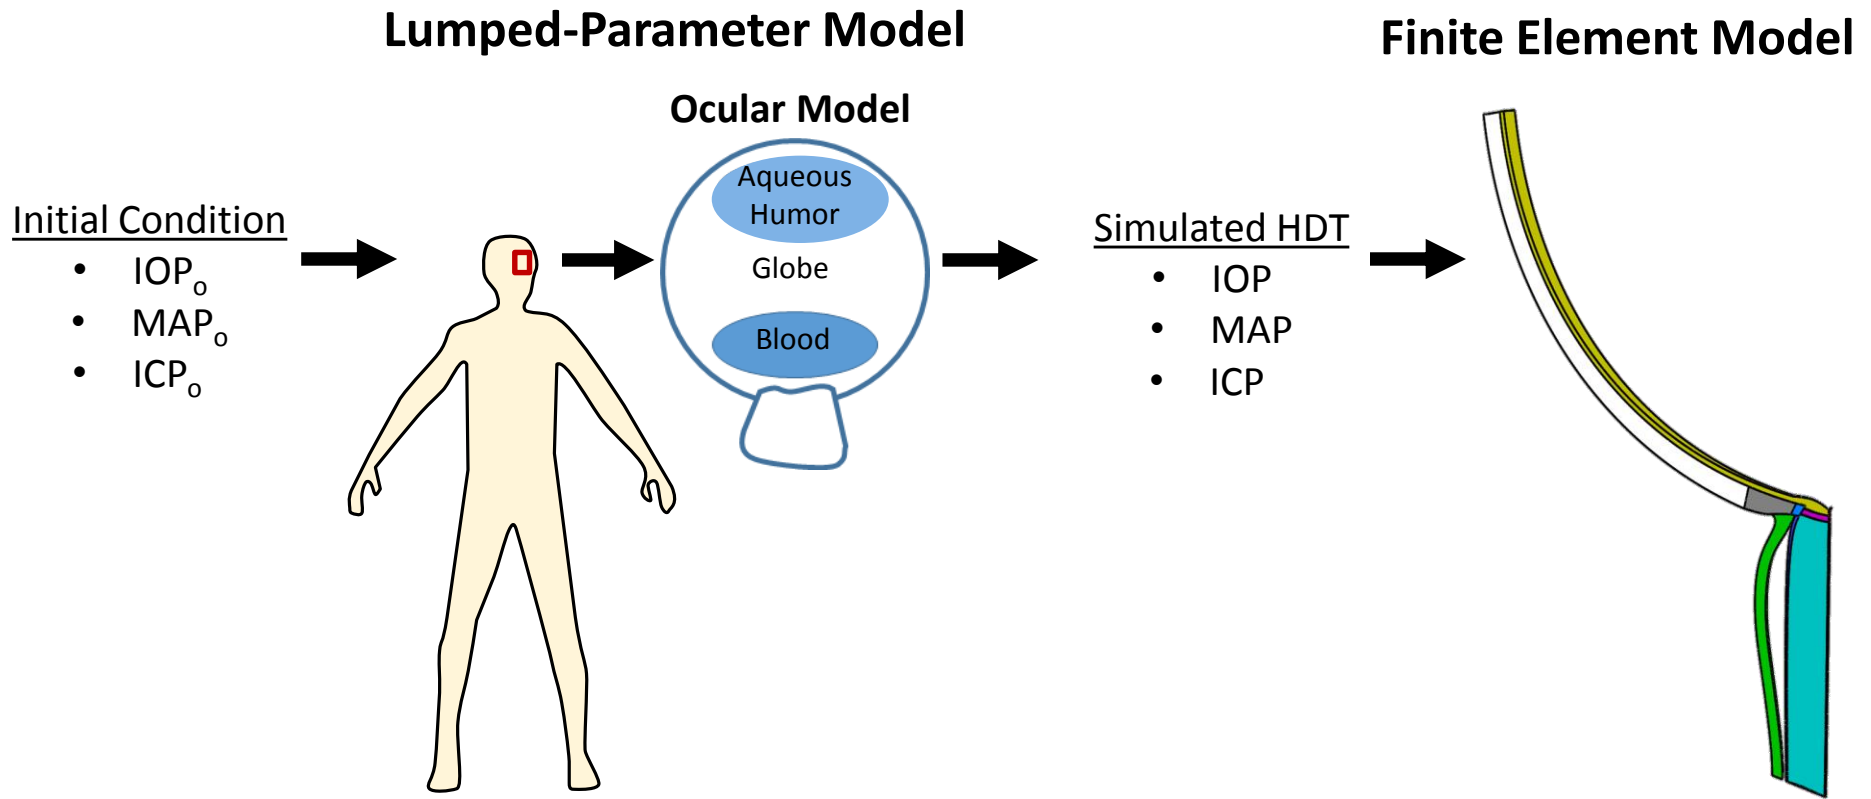 Lumped-Parameter Model
Finite Element Model
Ocular Model
Initial Condition
• IOPₒ
• MAPₒ
• ICPₒ
Aqueous
Humor
Globe
Blood
Simulated HDT
• IOP
• MAP
• ICP